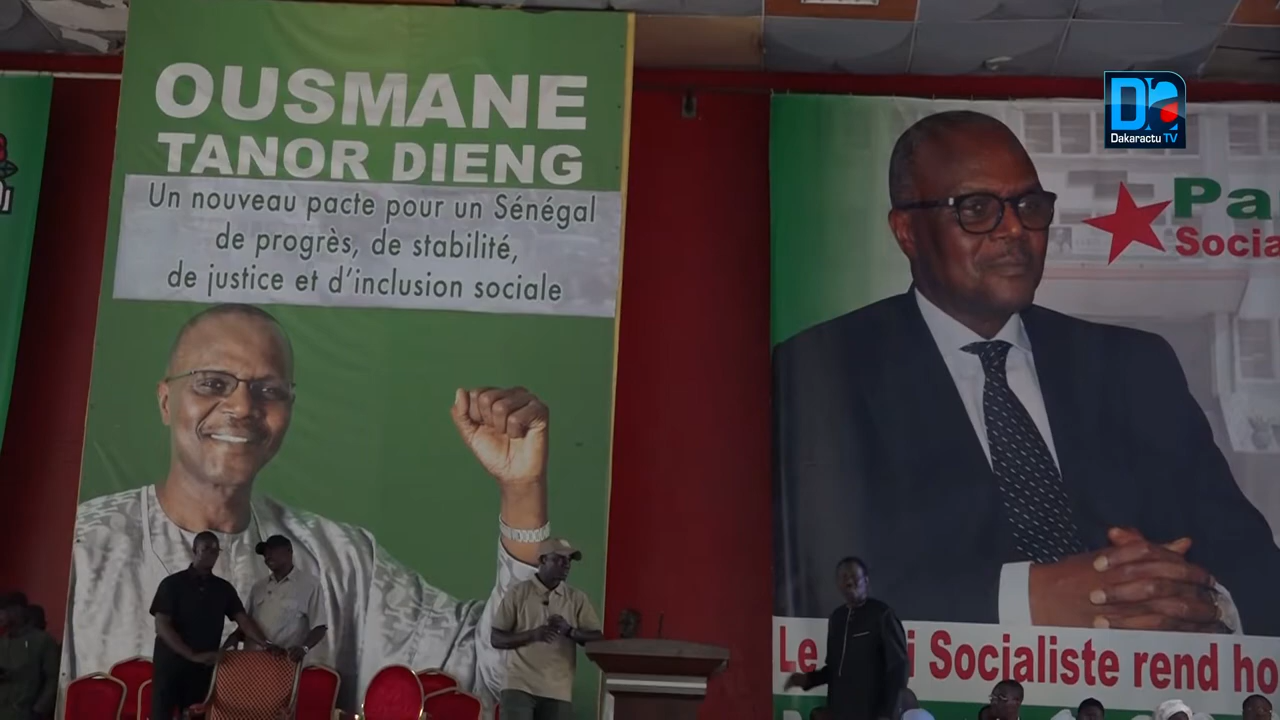 OUSMANE
TANOR DIENG
Un nouveau pacte pour un Sénégal
de progrès, de stabilité,
de justice et d'inclusion sociale
Dakaractu TV
Pa
Socia
Le i Socialiste rend ho